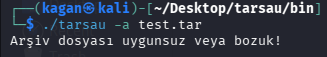 ┌──(kagan㉿kali)-[~/Desktop/tarsau/bin]
└─$ ./tarsau -a test.tar
Arşiv dosyası uygunsuz veya bozuk!